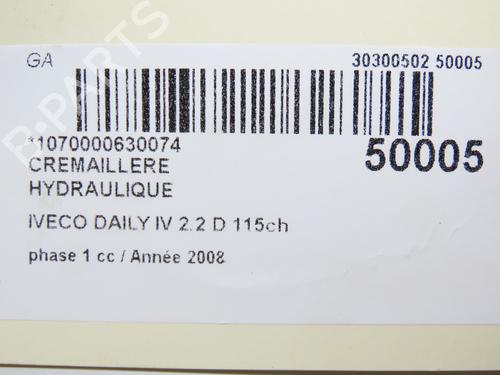 GA
30300502 50005
*1070000630074
50005
CREMAILLERE
HYDRAULIQUE
IVECO DAILY IV 2.2 D 115ch
phase 1 cc / Année 2008
B-PARTS